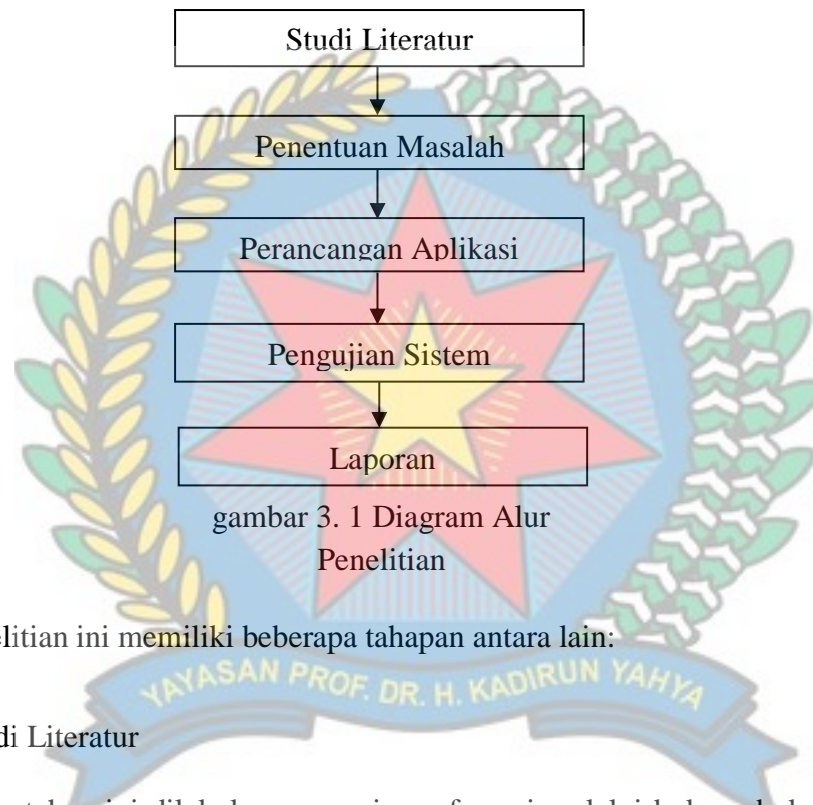 Studi Literatur
Penentuan Masalah
Perancangan Aplikasi
Pengujian Sistem
Laporan
gambar 3. 1 Diagram Alur
Penelitian
elitian ini memiliki beberapa tahapan antara lain:
YAYASAN PROF. DR. H. KADIRUN YAHYA
di Literatur